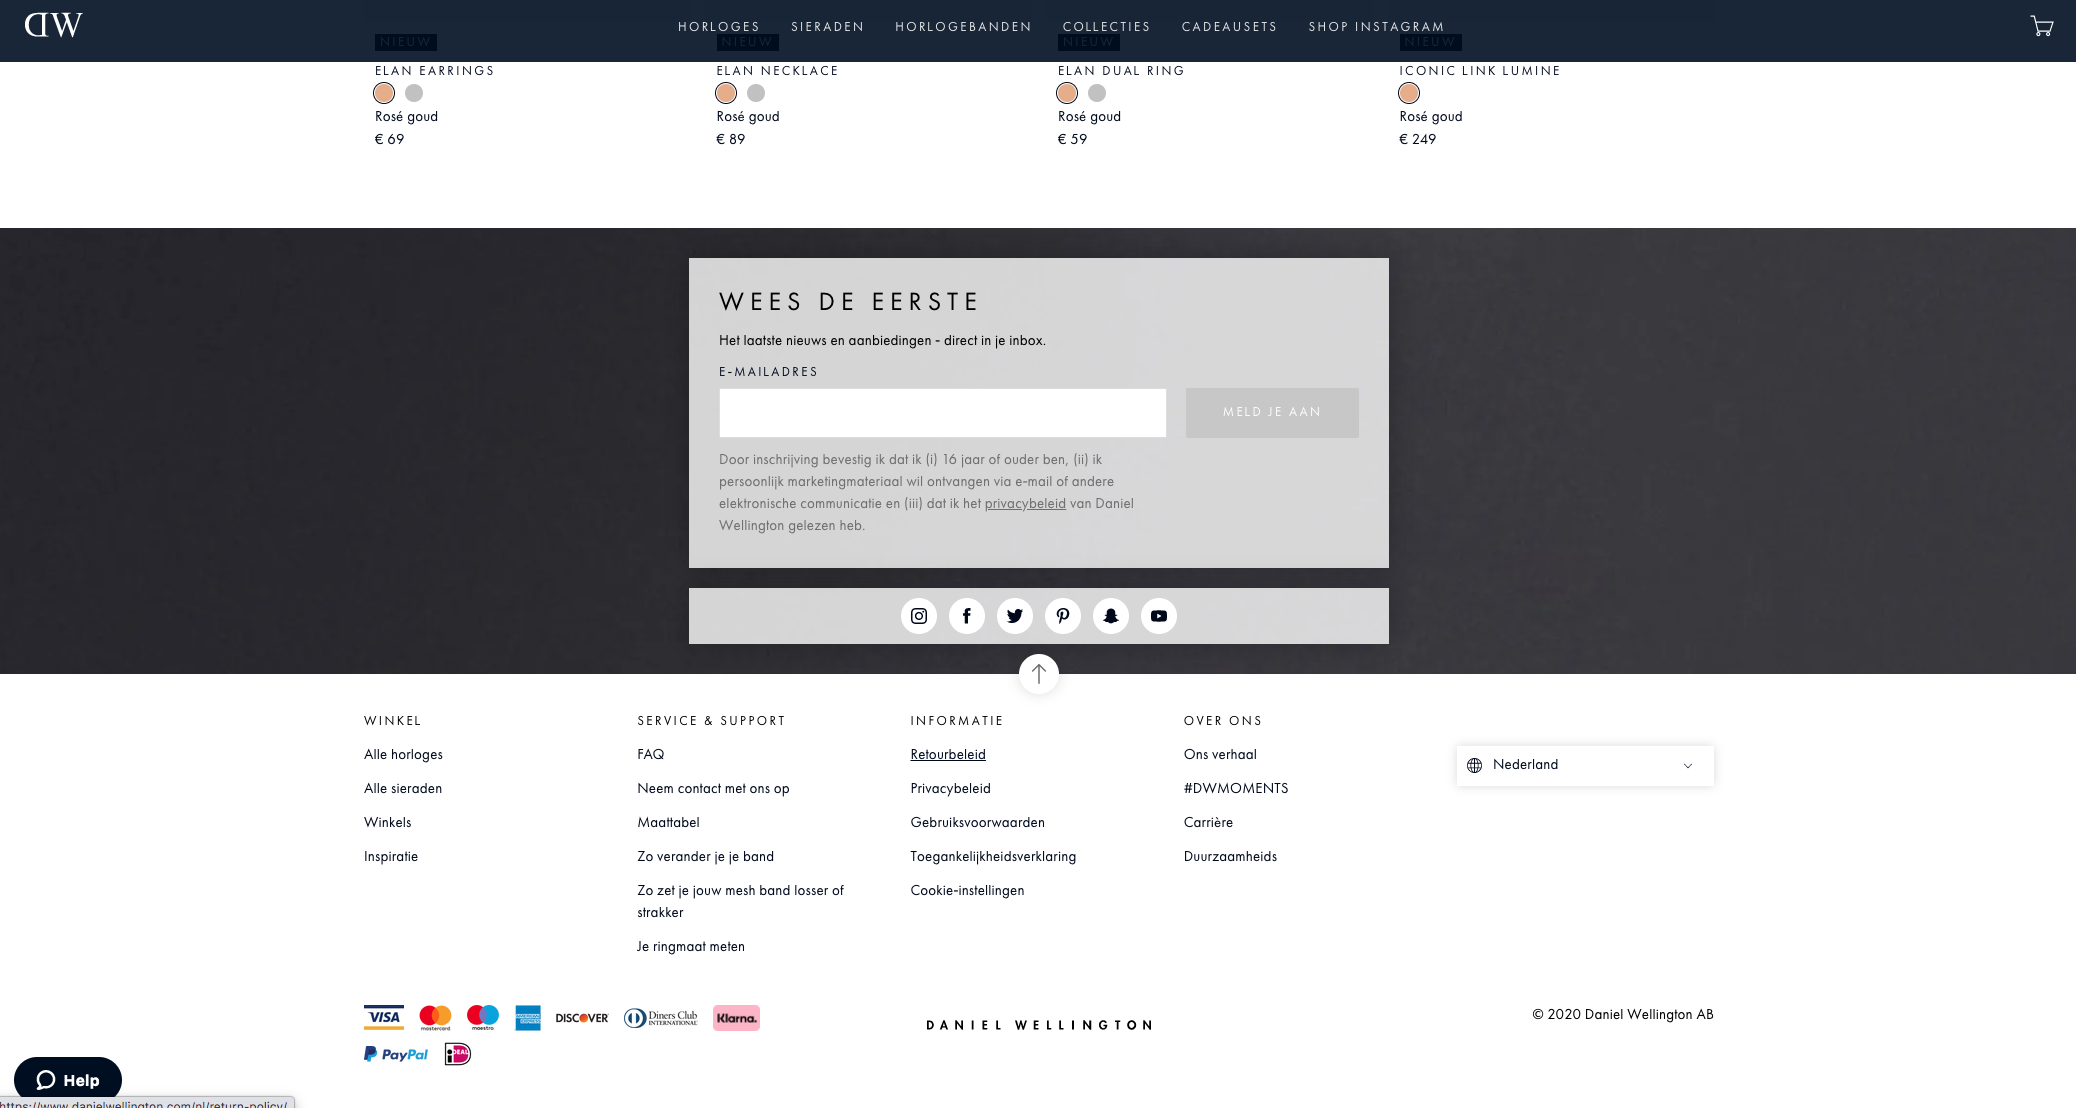 DW
HORLOGES SIERADEN HORLOGEBANDEN COLLECTIES CADEAUSETS SHOP INSTAGRAM
NIEUW NIEUW NIEUW NIEUW
ELAN EARRINGS ELAN NECKLACE ELAN DUAL RING ICONIC LINK LUMINE
Rosé goud Rosé goud Rosé goud Rosé goud
€ 69 € 89 € 59 € 249
WEES DE EERSTE
Het laatste nieuws en aanbiedingen - direct in je inbox.
E-MAILADRES
MELD JE AAN
Door inschrijving bevestig ik dat ik (i) 16 jaar of ouder ben, (ii) ik
persoonlijk marketingmateriaal wil ontvangen via e-mail of andere
elektronische communicatie en (iii) dat ik het privacybeleid van Daniel
Wellington gelezen heb.
WINKEL
Alle horloges
Alle sieraden
Winkels
Inspiratie
SERVICE & SUPPORT
FAQ
Neem contact met ons op
Maattabel
Zo verander je je band
Zo zet je jouw mesh band losser of
strakker
Je ringmaat meten
INFORMATIE
Retourbeleid
Privacybeleid
Gebruiksvoorwaarden
Toegankelijkheidsverklaring
Cookie-instellingen
OVER ONS
Ons verhaal
#DWMOMENTS
Carrière
Duurzaamheids
Nederland
VISA mastercard maestro AMERICAN EXPRESS DISCOVER Diners Club INTERNATIONAL Klarna.
PayPal iDEAL
DANIEL WELLINGTON
© 2020 Daniel Wellington AB
Help
https://www.danielwellington.com/nl/return-policy/